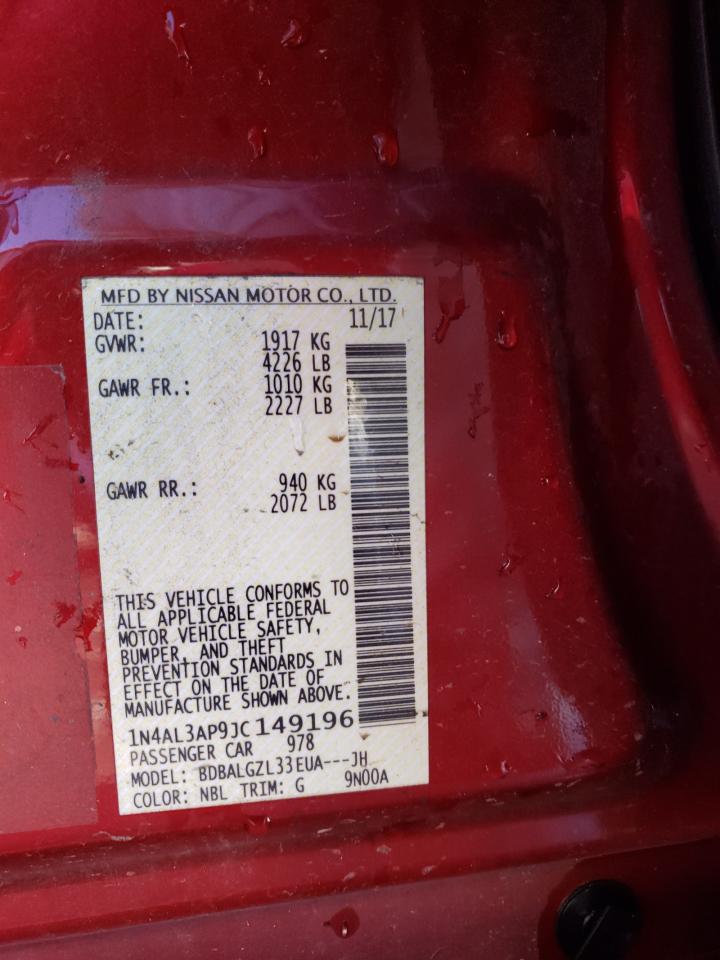 MFD BY NISSAN MOTOR CO., LTD.
DATE: 11/17
GVWR: 1917 KG
4226 LB
GAWR FR.: 1010 KG
2227 LB
GAWR RR.: 940 KG
2072 LB
THIS VEHICLE CONFORMS TO
ALL APPLICABLE FEDERAL
MOTOR VEHICLE SAFETY,
BUMPER, AND THEFT
PREVENTION STANDARDS IN
EFFECT ON THE DATE OF
MANUFACTURE SHOWN ABOVE.
1N4AL3AP9JC149196
PASSENGER CAR 978
MODEL: BDBALGZL33EUA---JH
COLOR: NBL TRIM: G 9N00A